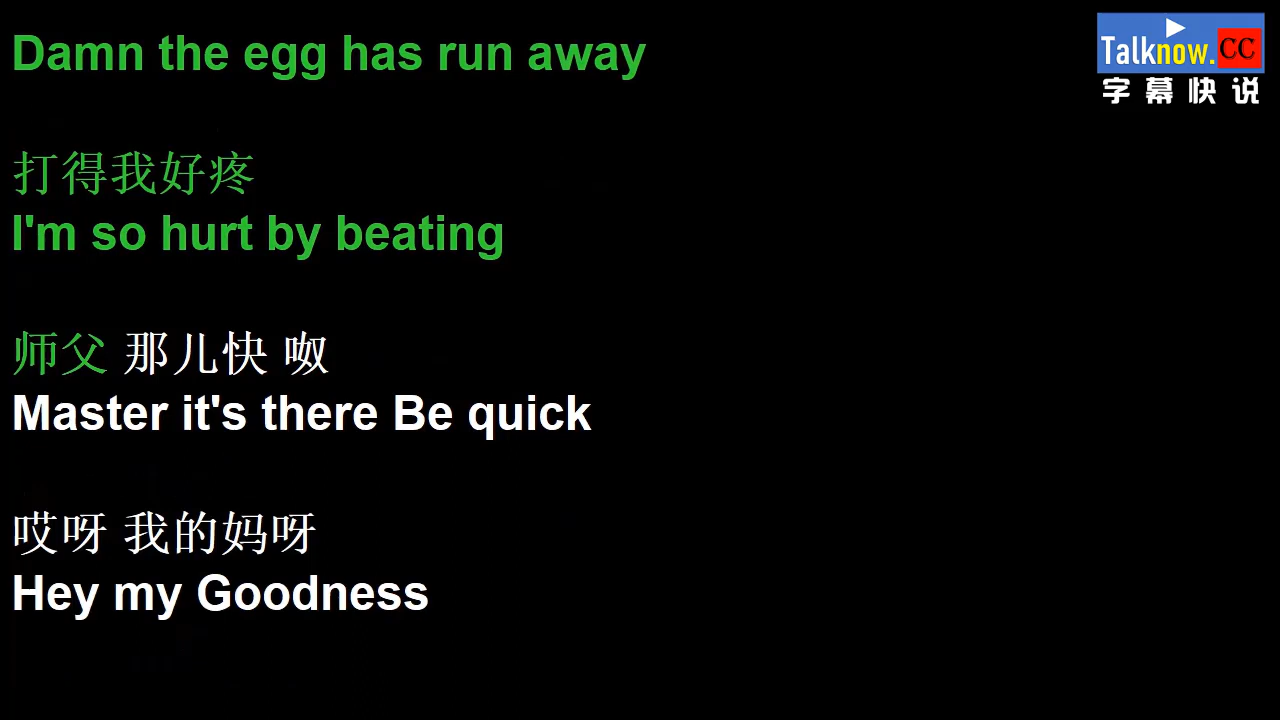 Damn the egg has run away
Talknow.CC
字幕快说
打得我好疼
I'm so hurt by beating
师父 那儿快 呶
Master it's there Be quick
哎呀 我的妈呀
Hey my Goodness